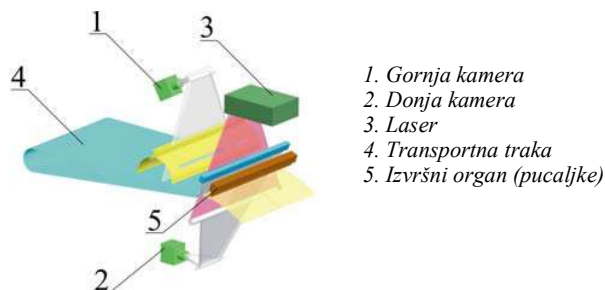 1
3
4
5
2
1. Gornja kamera
2. Donja kamera
3. Laser
4. Transportna traka
5. Izvršni organ (pucaljke)